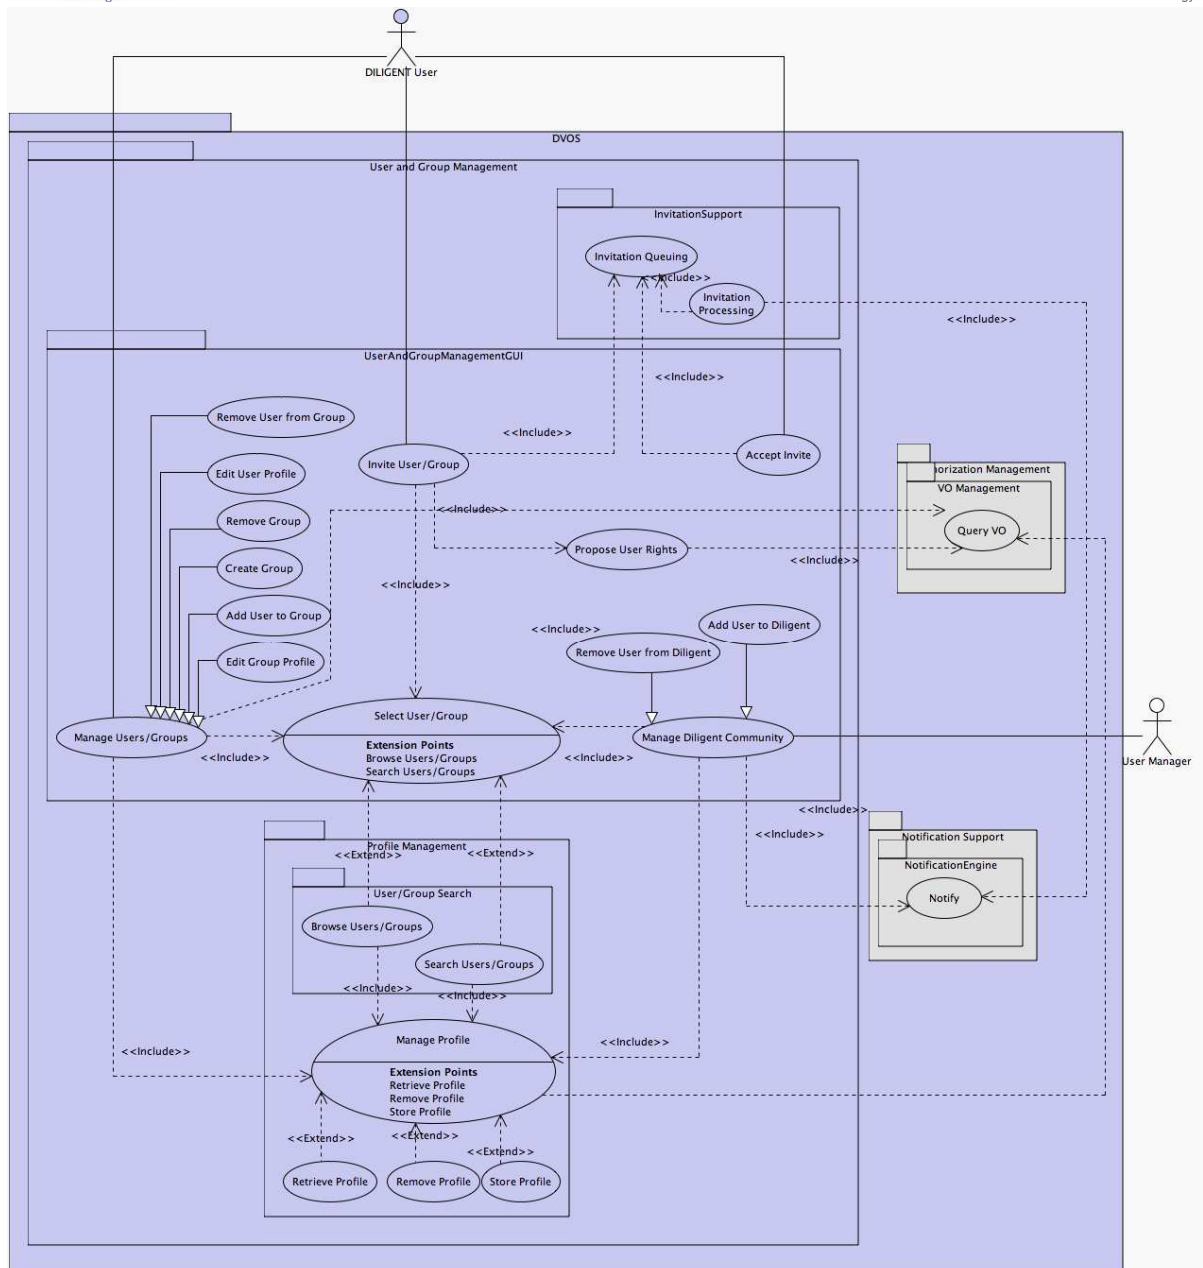 DILIGENT User
DVOS
User and Group Management
InvitationSupport
Invitation Queuing
<<Include>>
Invitation
Processing
<<Include>>
UserAndGroupManagementGUI
<<Include>>
Remove User from Group
<<Include>>
Accept Invite
Invite User/Group
Edit User Profile
horization Management
VO Management
<<Include>>
Remove Group
Query VO
Propose User Rights
<<Include>>
Create Group
<<Include>>
Add User to Group
Add User to Diligent
<<Include>>
Remove User from Diligent
Edit Group Profile
Select User/Group
Manage Users/Groups
Extension Points
Browse Users/Groups
Search Users/Groups
Manage Diligent Community
<<Include>>
<<Include>>
User Manager
<<Include>>
<<Include>>
Notification Support
Profile Management
<<Extend>>
<<Extend>>
NotificationEngine
User/Group Search
Notify
Browse Users/Groups
Search Users/Groups
<<Include>>
<<Include>>
Manage Profile
<<Include>>
<<Include>>
Extension Points
Retrieve Profile
Remove Profile
Store Profile
<<Extend>>
<<Extend>>
<<Extend>>
Retrieve Profile
Remove Profile
Store Profile